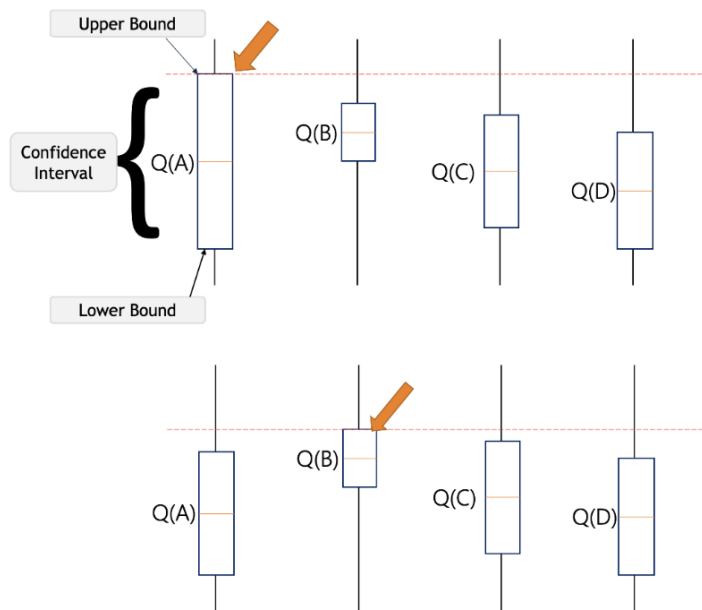 Upper Bound
Confidence
Interval
Q(A)
Q(B)
Q(C)
Q(D)
Lower Bound
Q(A)
Q(B)
Q(C)
Q(D)